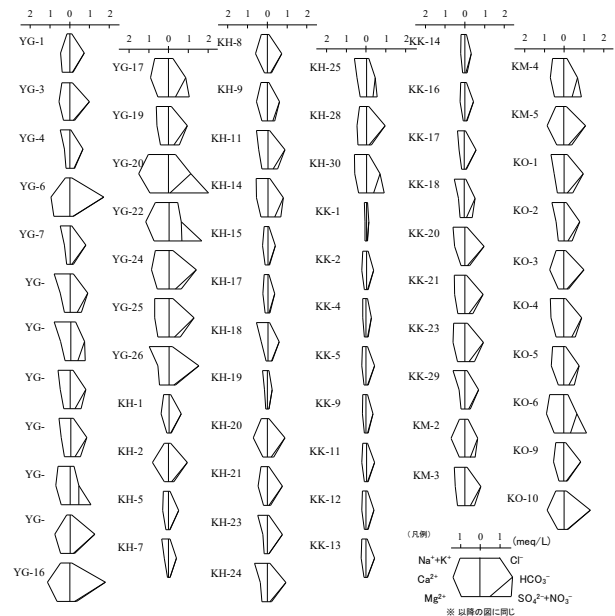 2 1 0 1 2
YG-1
YG-3
YG-4
YG-6
YG-7
YG-
YG-
YG-
YG-
YG-
YG-
YG-16
2 1 0 1 2
YG-17
YG-19
YG-20
YG-22
YG-24
YG-25
YG-26
KH-1
KH-2
KH-5
KH-7
2 1 0 1 2
KH-8
KH-9
KH-11
KH-14
KH-15
KH-17
KH-18
KH-19
KH-20
KH-21
KH-23
KH-24
2 1 0 1 2
KH-25
KH-28
KH-30
KK-1
KK-2
KK-4
KK-5
KK-9
KK-11
KK-12
KK-13
2 1 0 1 2
KK-14
KK-16
KK-17
KK-18
KK-20
KK-21
KK-23
KK-29
KM-2
KM-3
2 1 0 1 2
KM-4
KM-5
KO-1
KO-2
KO-3
KO-4
KO-5
KO-6
KO-9
KO-10
(凡例)
1 0 1 (meq/L)
Na⁺+K⁺ Cl⁻
Ca²⁺ HCO₃⁻
Mg²⁺ SO₄²⁻+NO₃⁻
※ 以降の図に同じ